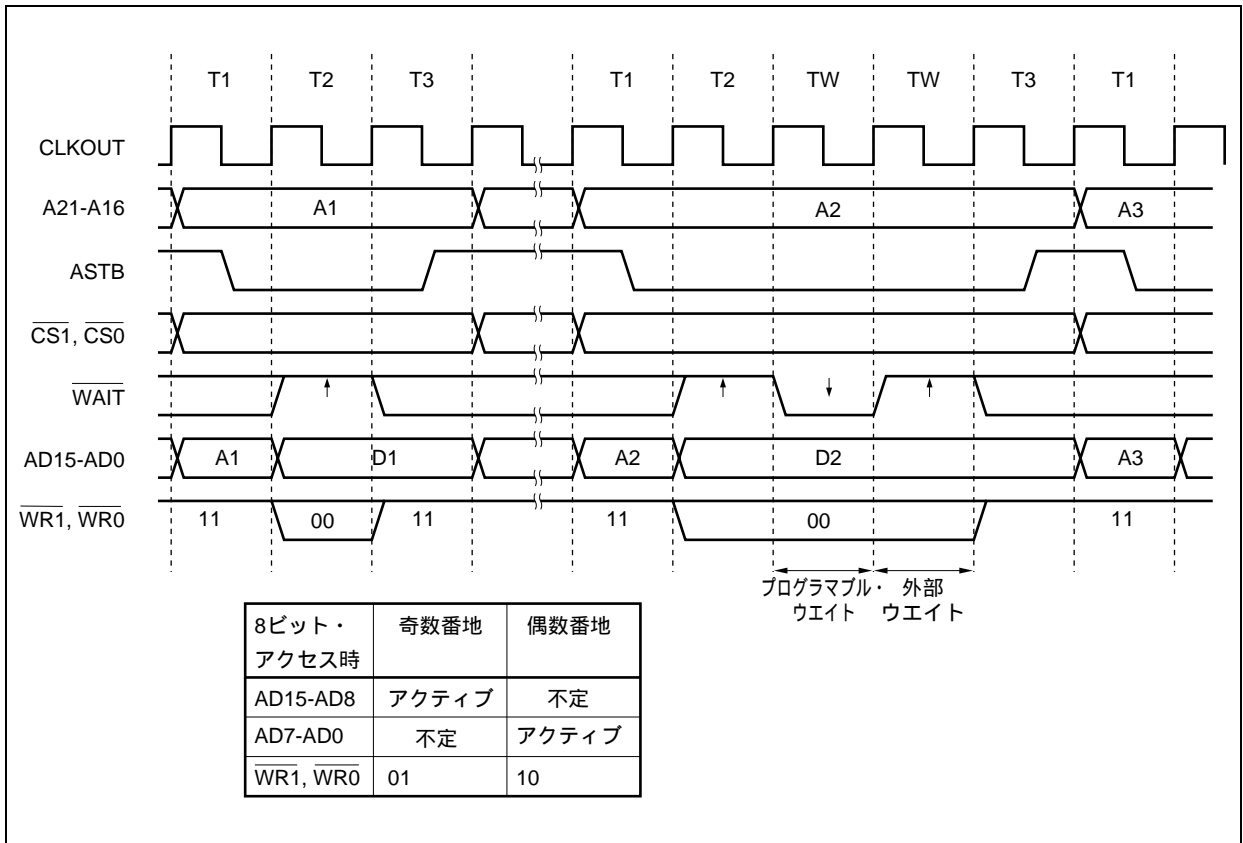 T1 T2 T3 T1 T2 TW TW T3 T1
CLKOUT
A21-A16 A1 A2 A3
ASTB
CS1, CS0
WAIT
AD15-AD0 A1 D1 A2 D2 A3
WR1, WR0 11 00 11 11 00 11
プログラマブル・ 外部
ウエイト ウエイト
8ビット・ 奇数番地 偶数番地
アクセス時
AD15-AD8 アクティブ 不定
AD7-AD0 不定 アクティブ
WR1, WR0 01 10